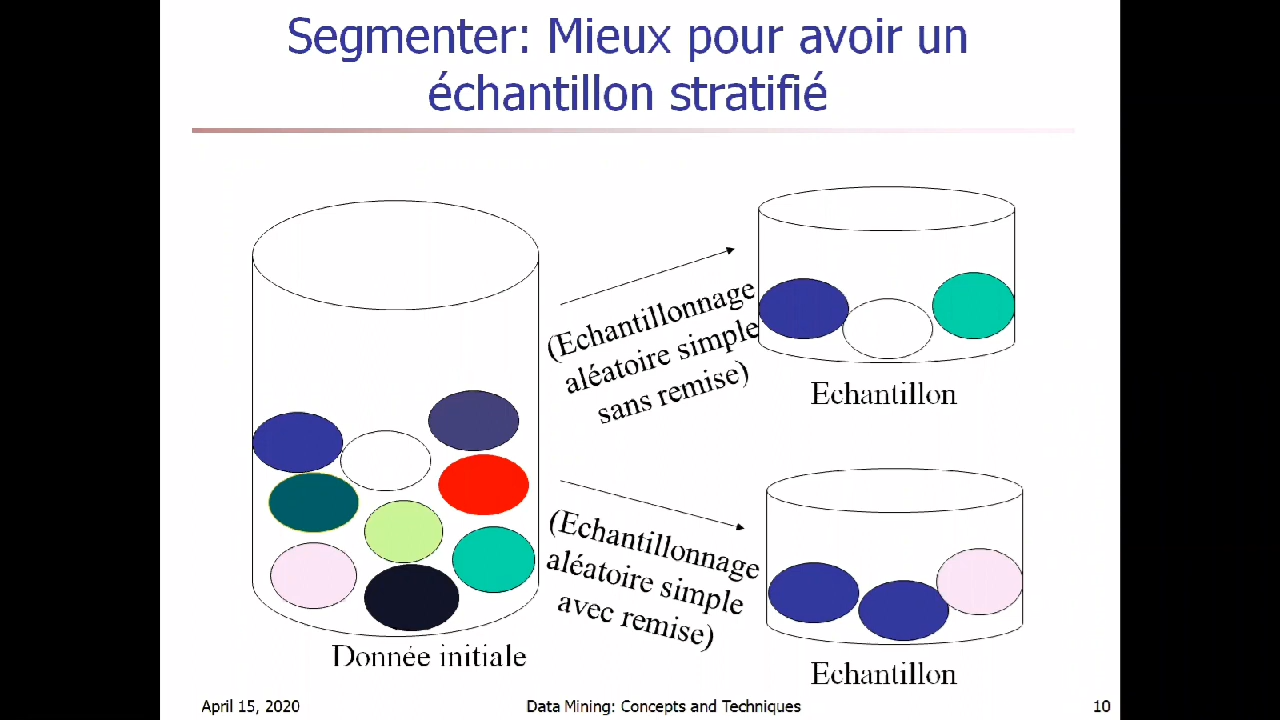 Segmenter: Mieux pour avoir un
échantillon stratifié
(Echantillonnage
aléatoire simple
sans remise)
Echantillon
(Echantillonnage
aléatoire simple
avec remise)
Donnée initiale
Echantillon
April 15, 2020
Data Mining: Concepts and Techniques
10